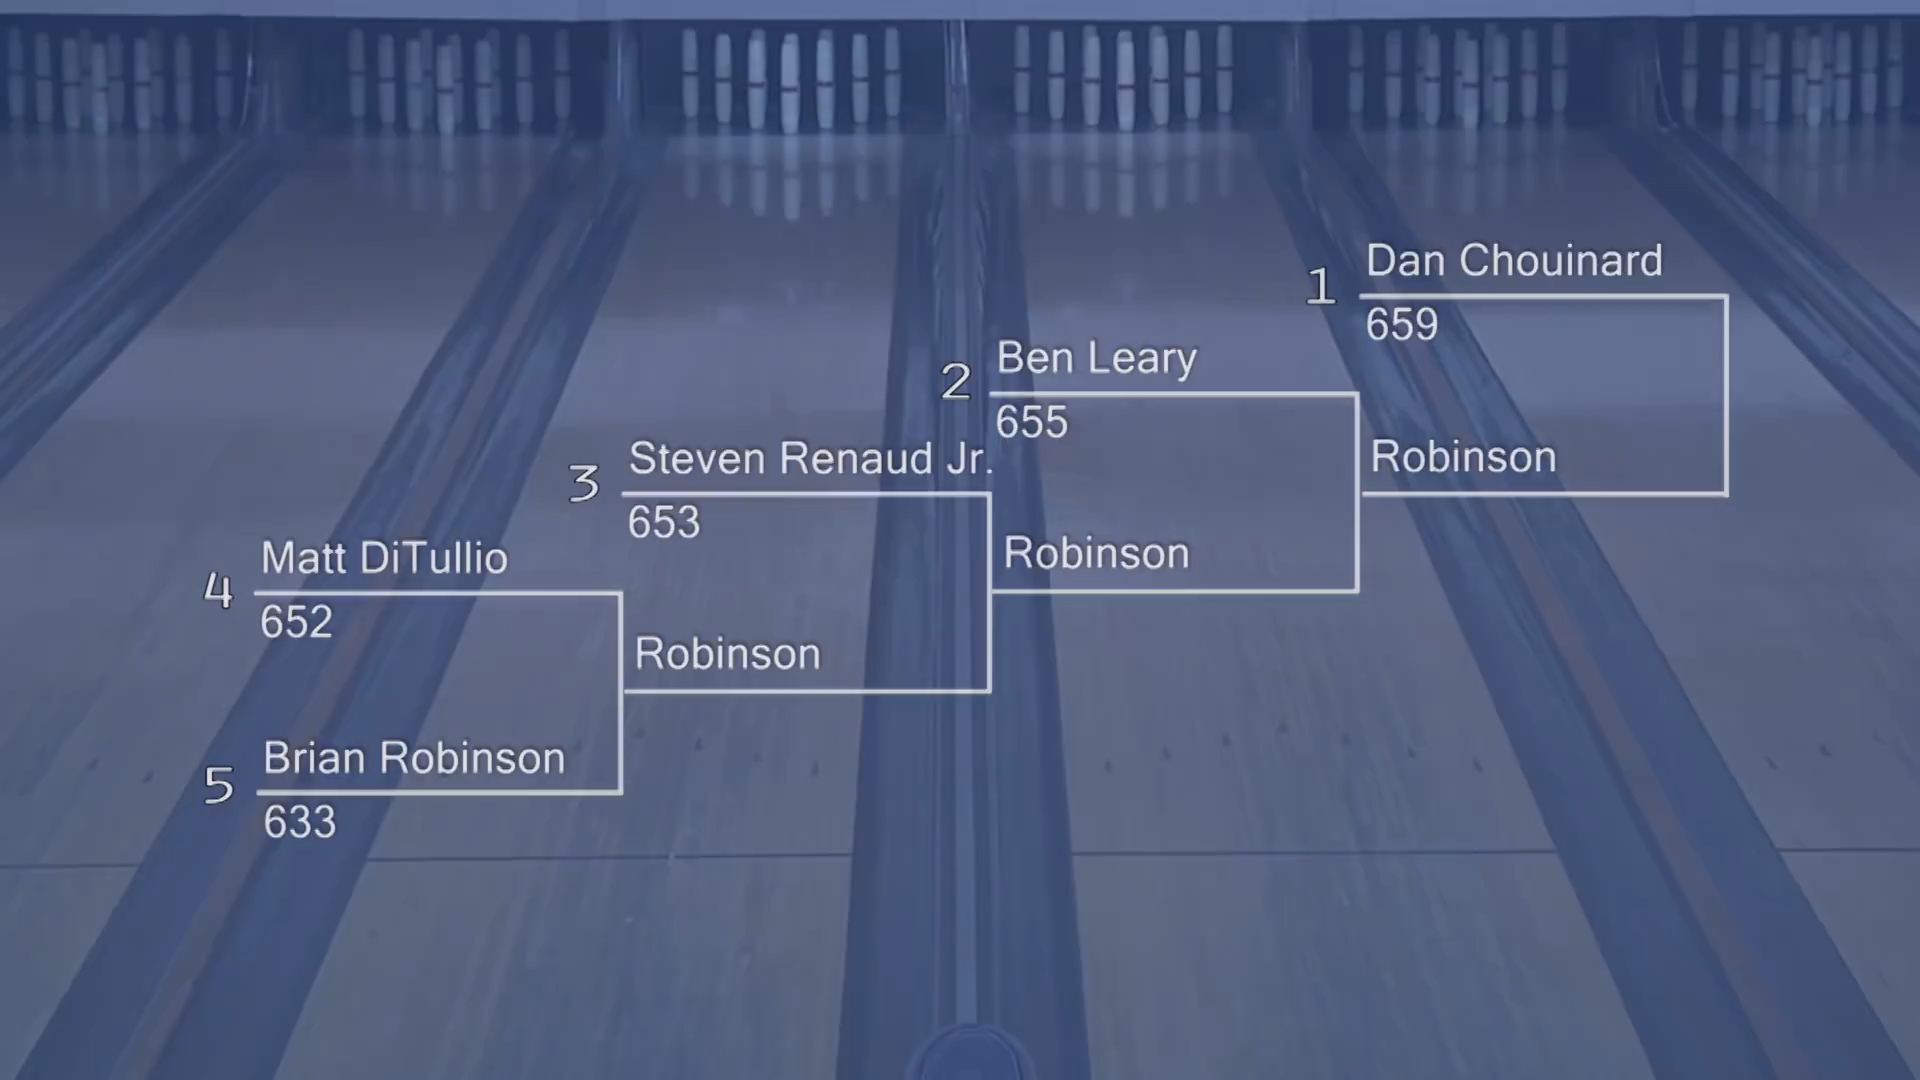 1 Dan Chouinard
659
2 Ben Leary
655
Robinson
3 Steven Renaud Jr.
653
Robinson
4 Matt DiTullio
652
Robinson
5 Brian Robinson
633